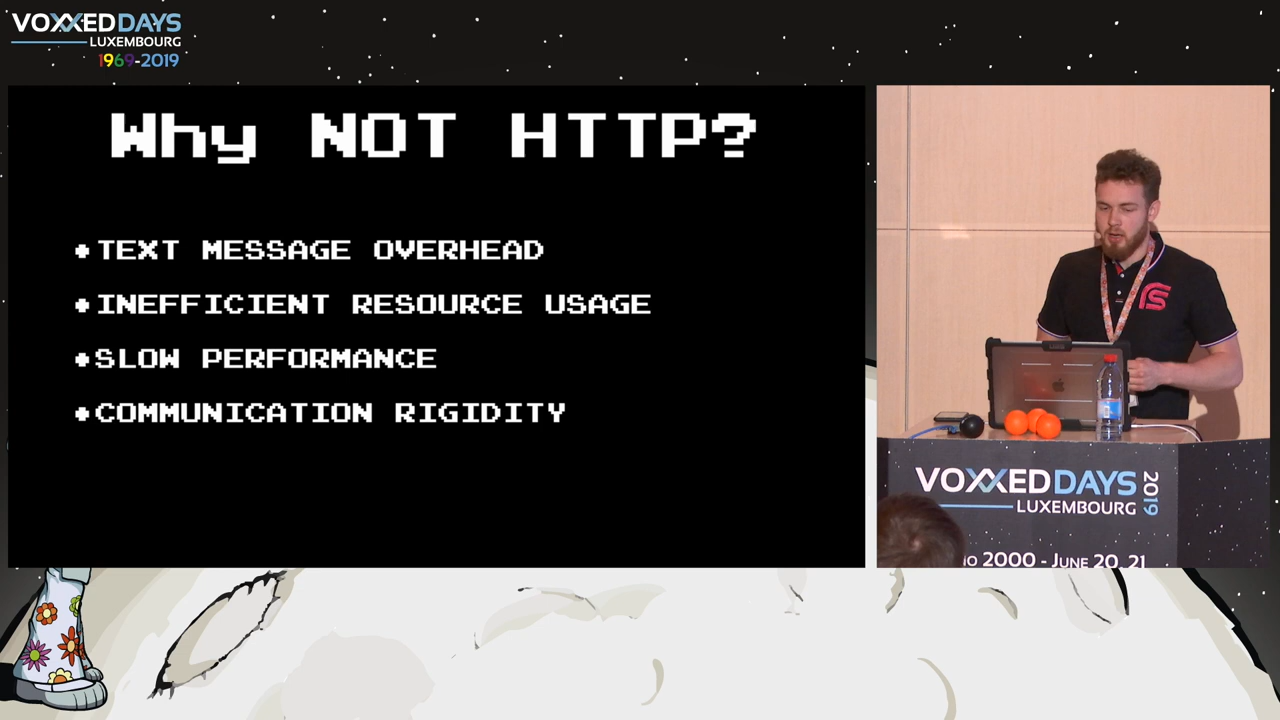 VOXXEDDAYS
LUXEMBOURG
1969-2019
Why NOT HTTP?
•TEXT MESSAGE OVERHEAD
•INEFFICIENT RESOURCE USAGE
•SLOW PERFORMANCE
•COMMUNICATION RIGIDITY
VOXXEDDAYS
2019
LUXEMBOURG
2000 - JUNE 20, 21